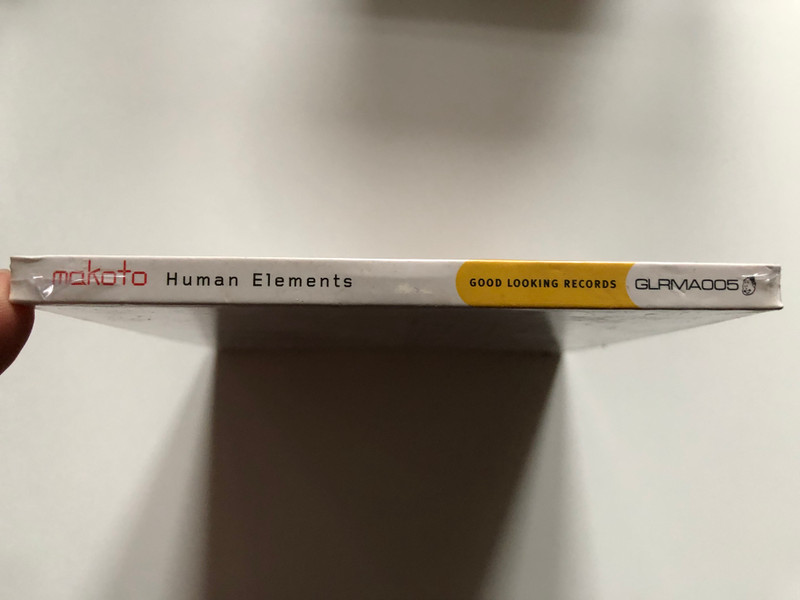 makoto Human Elements GOOD LOOKING RECORDS GLRMA005